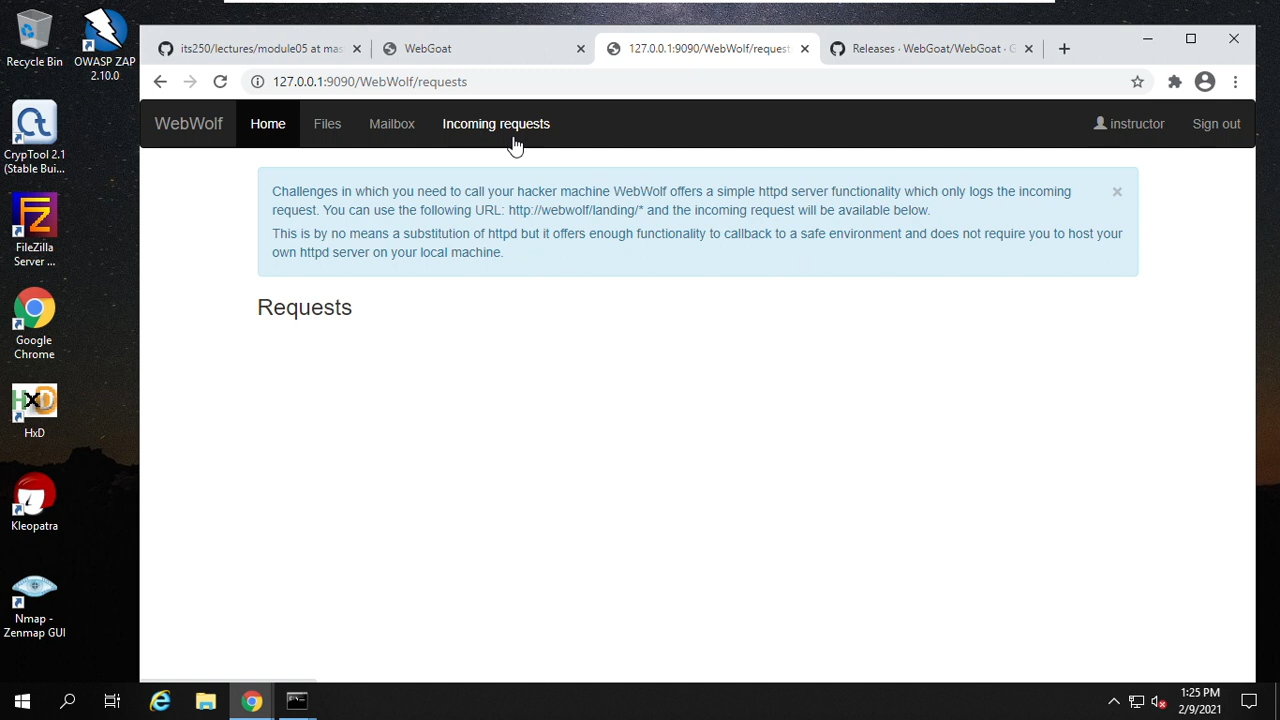 Recycle Bin
OWASP ZAP
2.10.0
CrypTool 2.1
(Stable Bui...
FileZilla
Server ...
Google
Chrome
HxD
Kleopatra
Nmap -
Zenmap GUI
its250/lectures/module05 at mas
WebGoat
127.0.0.1:9090/WebWolf/request
Releases · WebGoat/WebGoat · G
127.0.0.1:9090/WebWolf/requests
WebWolf
Home
Files
Mailbox
Incoming requests
instructor
Sign out
Challenges in which you need to call your hacker machine WebWolf offers a simple httpd server functionality which only logs the incoming
request. You can use the following URL: http://webwolf/landing/* and the incoming request will be available below.
This is by no means a substitution of httpd but it offers enough functionality to callback to a safe environment and does not require you to host your
own httpd server on your local machine.
Requests
1:25 PM
2/9/2021